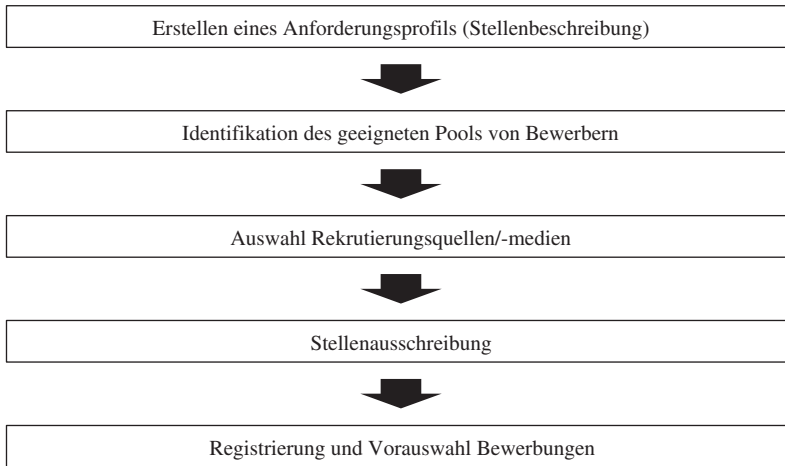 Erstellen eines Anforderungsprofils (Stellenbeschreibung)
Identifikation des geeigneten Pools von Bewerbern
Auswahl Rekrutierungsquellen/-medien
Stellenausschreibung
Registrierung und Vorauswahl Bewerbungen